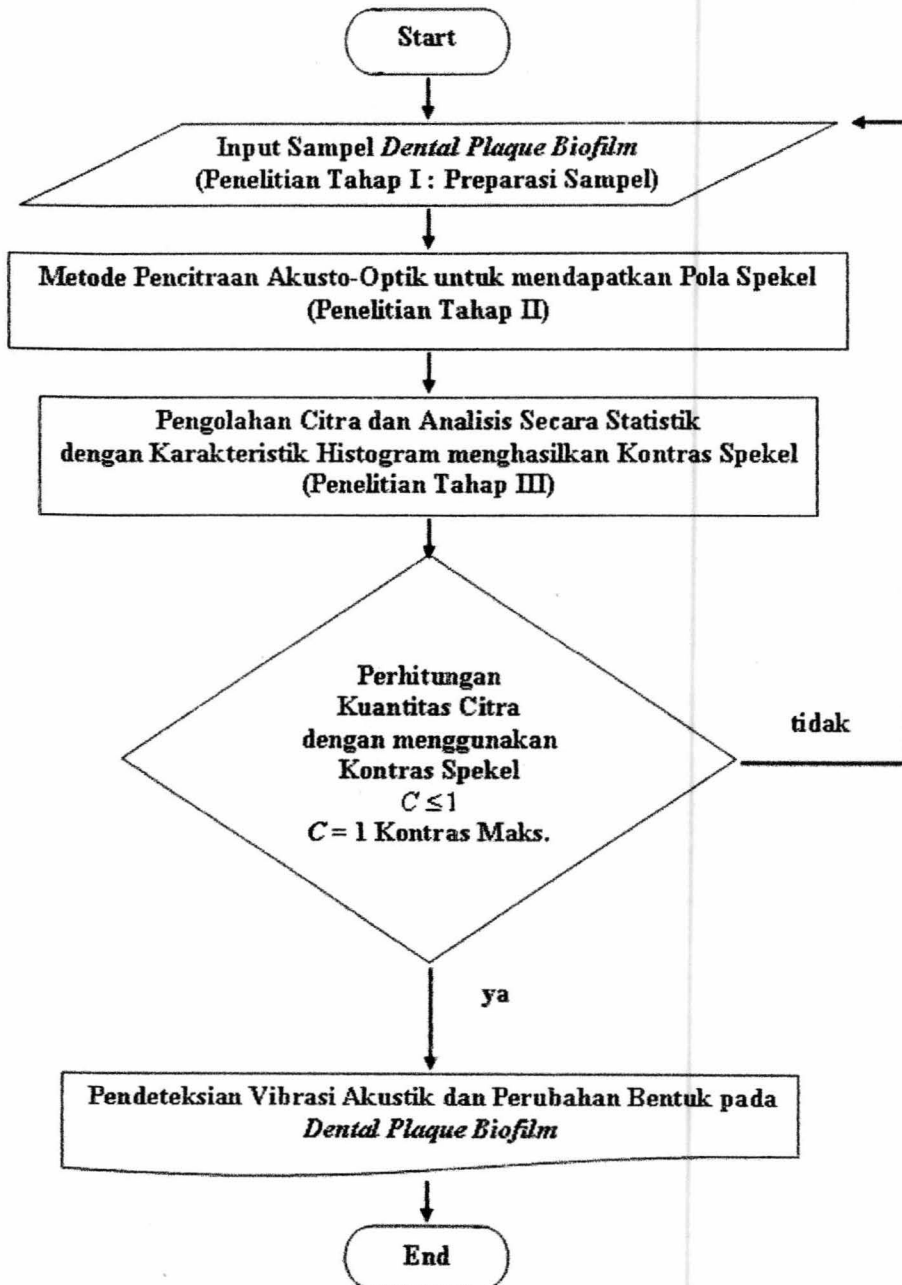 Start
Input Sampel Dental Plaque Biofilm
(Penelitian Tahap I : Preparasi Sampel)
Metode Pencitraan Akusto-Optik untuk mendapatkan Pola Spekel
(Penelitian Tahap II)
Pengolahan Citra dan Analisis Secara Statistik
dengan Karakteristik Histogram menghasilkan Kontras Spekel
(Penelitian Tahap III)
Perhitungan
Kuantitas Citra
dengan menggunakan
Kontras Spekel
C ≤ 1
C = 1 Kontras Maks.
tidak
ya
Pendeteksian Vibrasi Akustik dan Perubahan Bentuk pada
Dental Plaque Biofilm
End